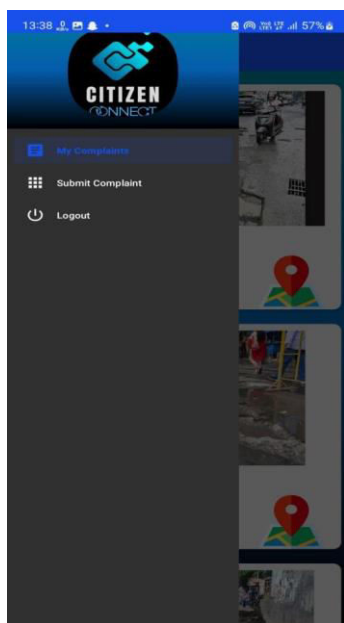 13:38 57%
CITIZEN
CONNECT
My Complaints
Submit Complaint
Logout